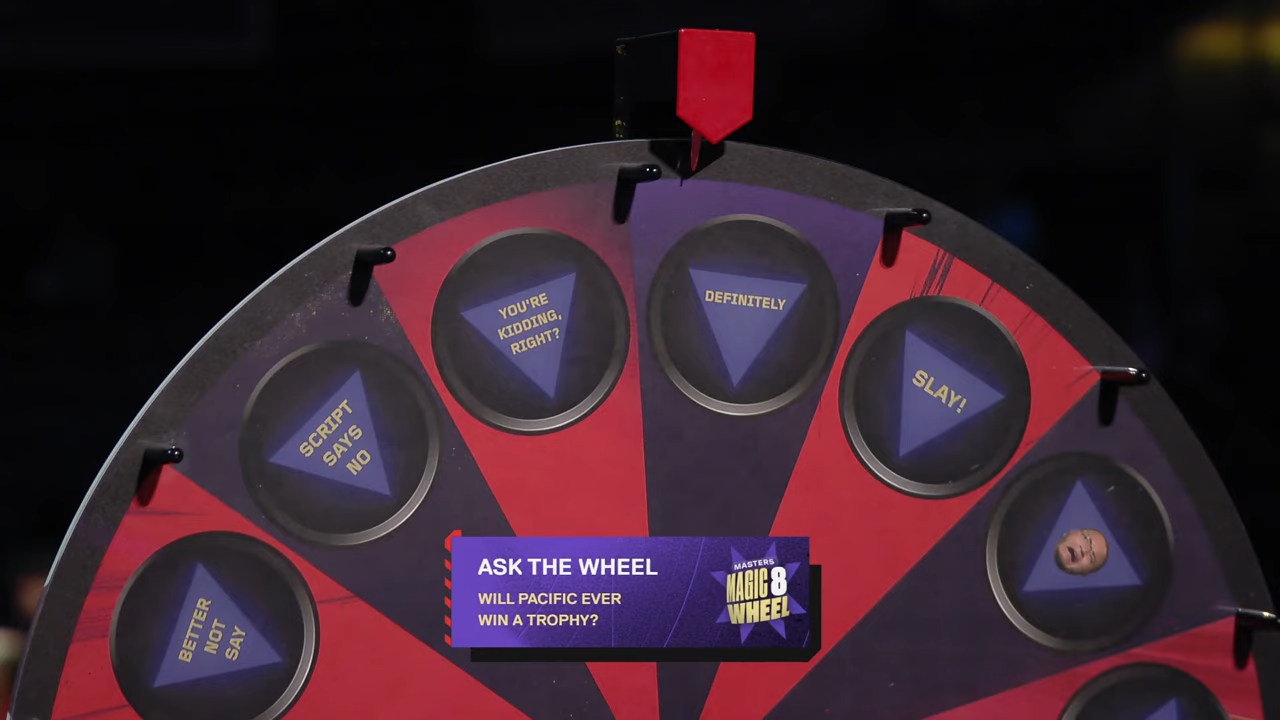 YOU'RE
KIDDING,
RIGHT?
DEFINITELY
SCRIPT
SAYS
NO
SLAY!
BETTER
NOT
SAY
ASK THE WHEEL
WILL PACIFIC EVER
WIN A TROPHY?
MASTERS
MAGIC 8
WHEEL